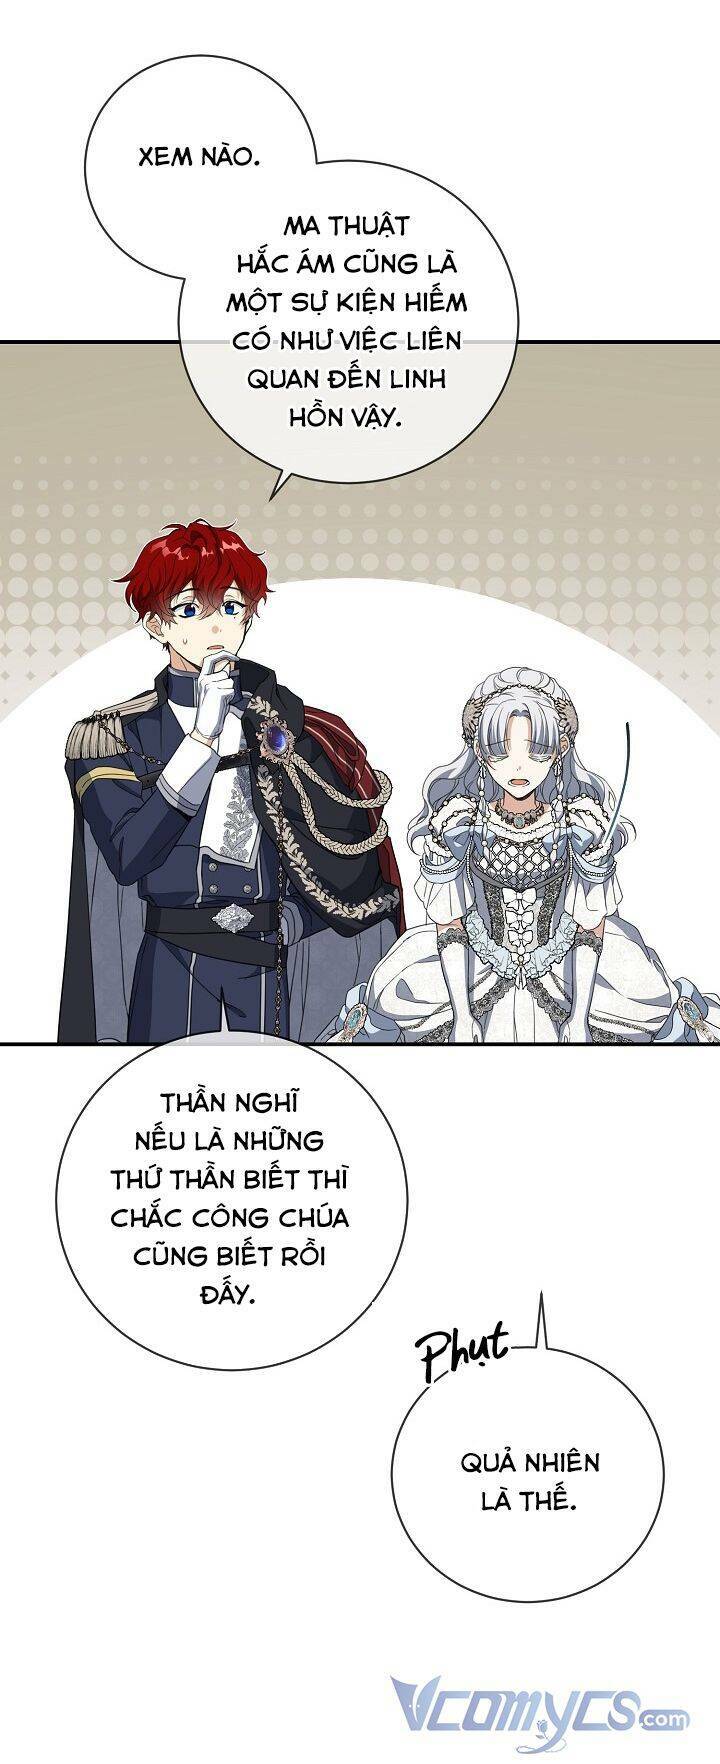 XEM NÀO.
MA THUẬT
HẮC ÁM CŨNG LÀ
MỘT SỰ KIỆN HIẾM
CÓ NHƯ VIỆC LIÊN
QUAN ĐẾN LINH
HỒN VẬY.
THẦN NGHĨ
NẾU LÀ NHỮNG
THỨ THẦN BIẾT THÌ
CHẮC CÔNG CHÚA
CŨNG BIẾT RỒI
ĐẤY.
Phụt
QUẢ NHIÊN
LÀ THẾ.
VCOMYCS.com